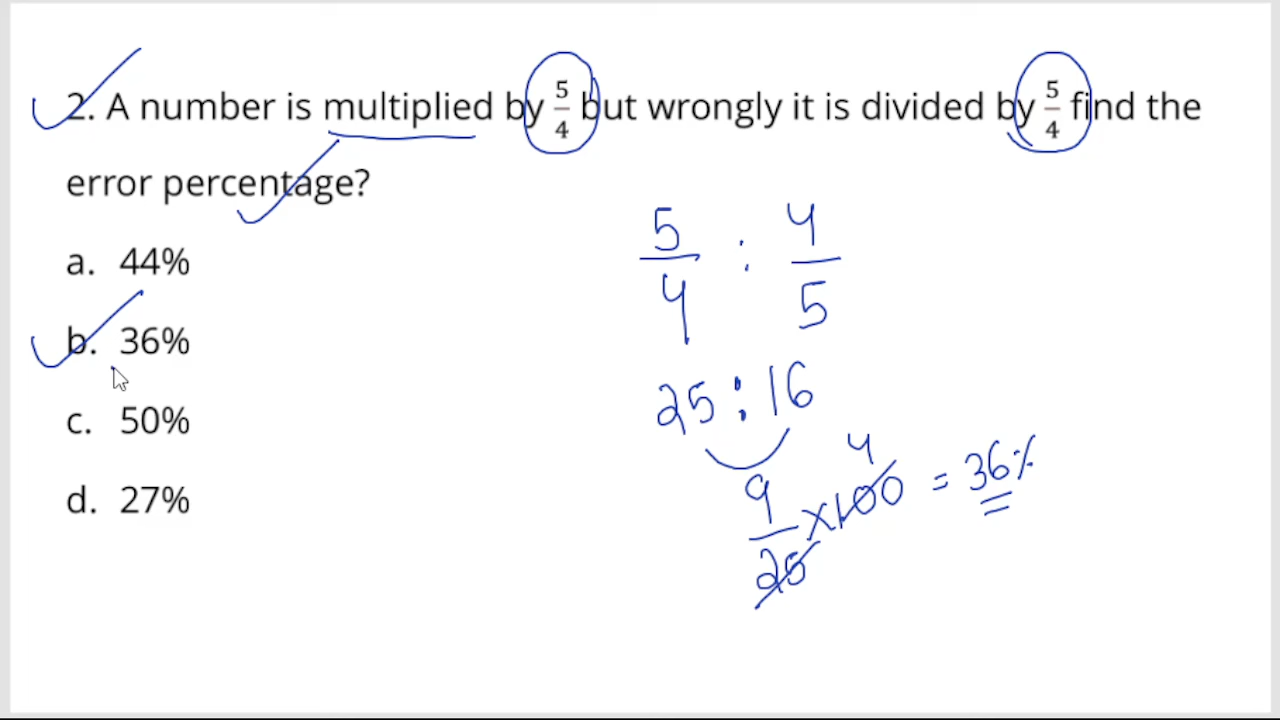 2. A number is multiplied by 5/4 but wrongly it is divided by 5/4 find the
error percentage?
a. 44%
b. 36%
c. 50%
d. 27%
5/4 : 4/5
25 : 16
4
9/25 × 100 = 36%